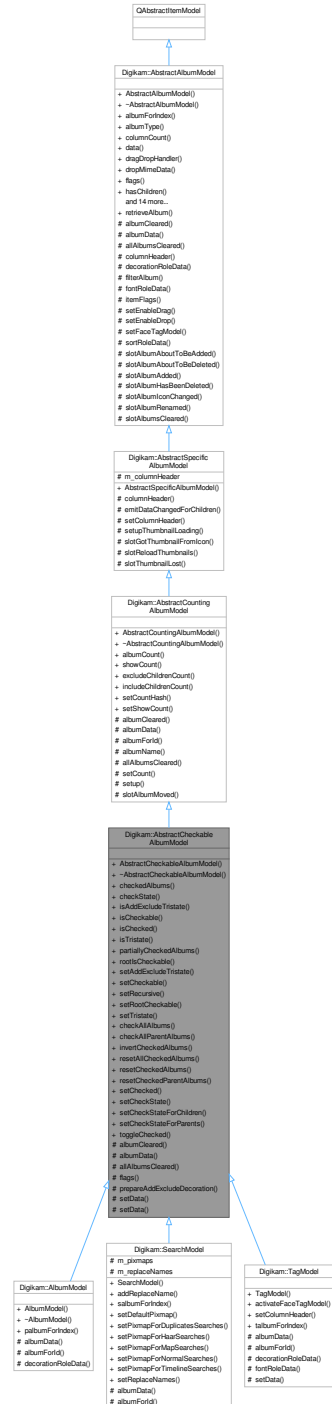 QAbstractItemModel
Digikam::AbstractAlbumModel
+ AbstractAlbumModel()
+ ~AbstractAlbumModel()
+ albumForIndex()
+ albumType()
+ columnCount()
+ data()
+ dragDropHandler()
+ dropMimeData()
+ flags()
+ hasChildren()
and 14 more...
+ retrieveAlbum()
# albumCleared()
# albumData()
# allAlbumsCleared()
# columnHeader()
# decorationRoleData()
# filterAlbum()
# fontRoleData()
# itemFlags()
# setEnableDrag()
# setEnableDrop()
# setFaceTagModel()
# sortRoleData()
# slotAlbumAboutToBeAdded()
# slotAlbumAboutToBeDeleted()
# slotAlbumAdded()
# slotAlbumHasBeenDeleted()
# slotAlbumIconChanged()
# slotAlbumRenamed()
# slotAlbumsCleared()
Digikam::AbstractSpecific
AlbumModel
# m_columnHeader
+ AbstractSpecificAlbumModel()
# columnHeader()
# emitDataChangedForChildren()
# setColumnHeader()
# setupThumbnailLoading()
# slotGotThumbnailFromIcon()
# slotReloadThumbnails()
# slotThumbnailLost()
Digikam::AbstractCounting
AlbumModel
+ AbstractCountingAlbumModel()
+ ~AbstractCountingAlbumModel()
+ albumCount()
+ showCount()
+ excludeChildrenCount()
+ includeChildrenCount()
+ setCountHash()
+ setShowCount()
# albumCleared()
# albumData()
# albumForId()
# albumName()
# allAlbumsCleared()
# setCount()
# setup()
# slotAlbumMoved()
Digikam::AbstractCheckable
AlbumModel
+ AbstractCheckableAlbumModel()
+ ~AbstractCheckableAlbumModel()
+ checkedAlbums()
+ checkState()
+ isAddExcludeTristate()
+ isCheckable()
+ isChecked()
+ isTristate()
+ partiallyCheckedAlbums()
+ rootIsCheckable()
+ setAddExcludeTristate()
+ setCheckable()
+ setRecursive()
+ setRootCheckable()
+ setTristate()
+ checkAllAlbums()
+ checkAllParentAlbums()
+ invertCheckedAlbums()
+ resetAllCheckedAlbums()
+ resetCheckedAlbums()
+ resetCheckedParentAlbums()
+ setChecked()
+ setCheckState()
+ setCheckStateForChildren()
+ setCheckStateForParents()
+ toggleChecked()
# albumCleared()
# albumData()
# allAlbumsCleared()
# flags()
# prepareAddExcludeDecoration()
# setData()
# setData()
Digikam::AlbumModel
+ AlbumModel()
+ ~AlbumModel()
+ palbumForIndex()
# albumData()
# albumForId()
# decorationRoleData()
Digikam::SearchModel
# m_pixmaps
# m_replaceNames
+ SearchModel()
+ addReplaceName()
+ salbumForIndex()
+ setDefaultPixmap()
+ setPixmapForDuplicatesSearches()
+ setPixmapForHaarSearches()
+ setPixmapForMapSearches()
+ setPixmapForNormalSearches()
+ setPixmapForTimelineSearches()
+ setReplaceNames()
# albumData()
# albumForId()
Digikam::TagModel
+ TagModel()
+ activateFaceTagModel()
+ setColumnHeader()
+ talbumForIndex()
# albumData()
# albumForId()
# decorationRoleData()
# fontRoleData()
# setData()